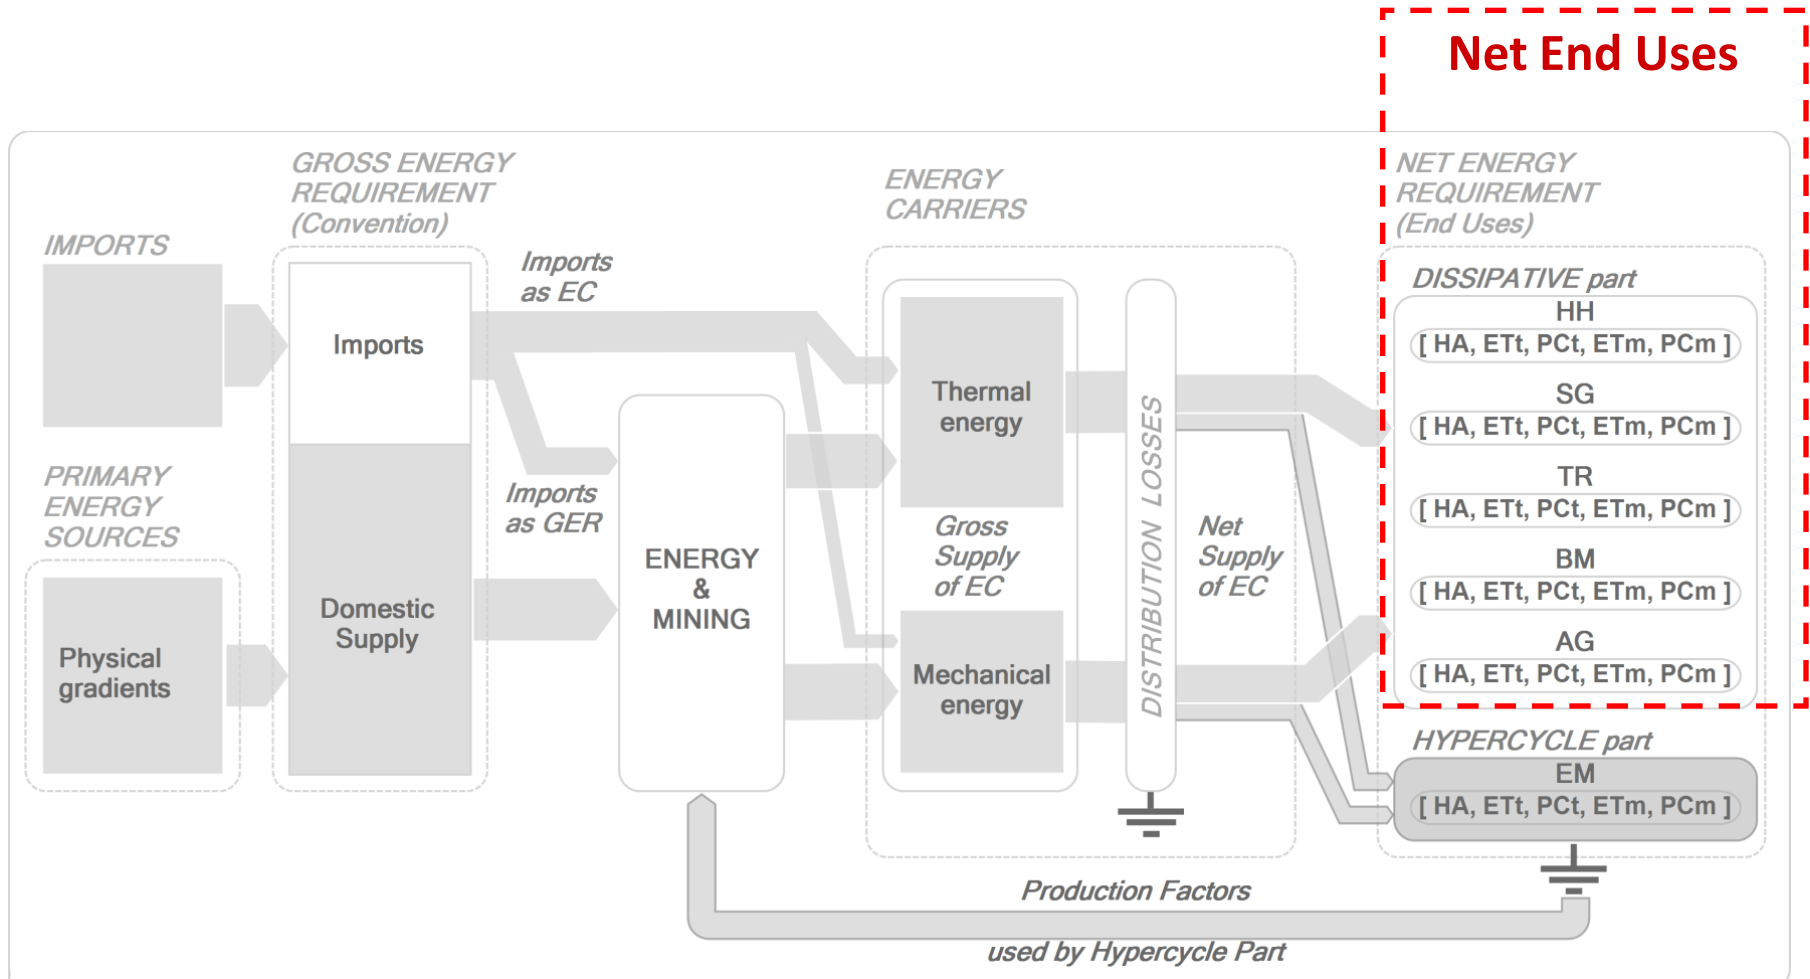 Net End Uses
GROSS ENERGY
REQUIREMENT
(Convention)
ENERGY
CARRIERS
NET ENERGY
REQUIREMENT
(End Uses)
IMPORTS
Imports
as EC
Imports
DISSIPATIVE part
HH
[ HA, ETt, PCt, ETm, PCm ]
SG
[ HA, ETt, PCt, ETm, PCm ]
TR
[ HA, ETt, PCt, ETm, PCm ]
BM
[ HA, ETt, PCt, ETm, PCm ]
AG
[ HA, ETt, PCt, ETm, PCm ]
Thermal
energy
PRIMARY
ENERGY
SOURCES
Imports
as GER
Gross
Supply
of EC
DISTRIBUTION LOSSES
Net
Supply
of EC
ENERGY
&
MINING
Domestic
Supply
Physical
gradients
Mechanical
energy
HYPERCYCLE part
EM
[ HA, ETt, PCt, ETm, PCm ]
Production Factors
used by Hypercycle Part